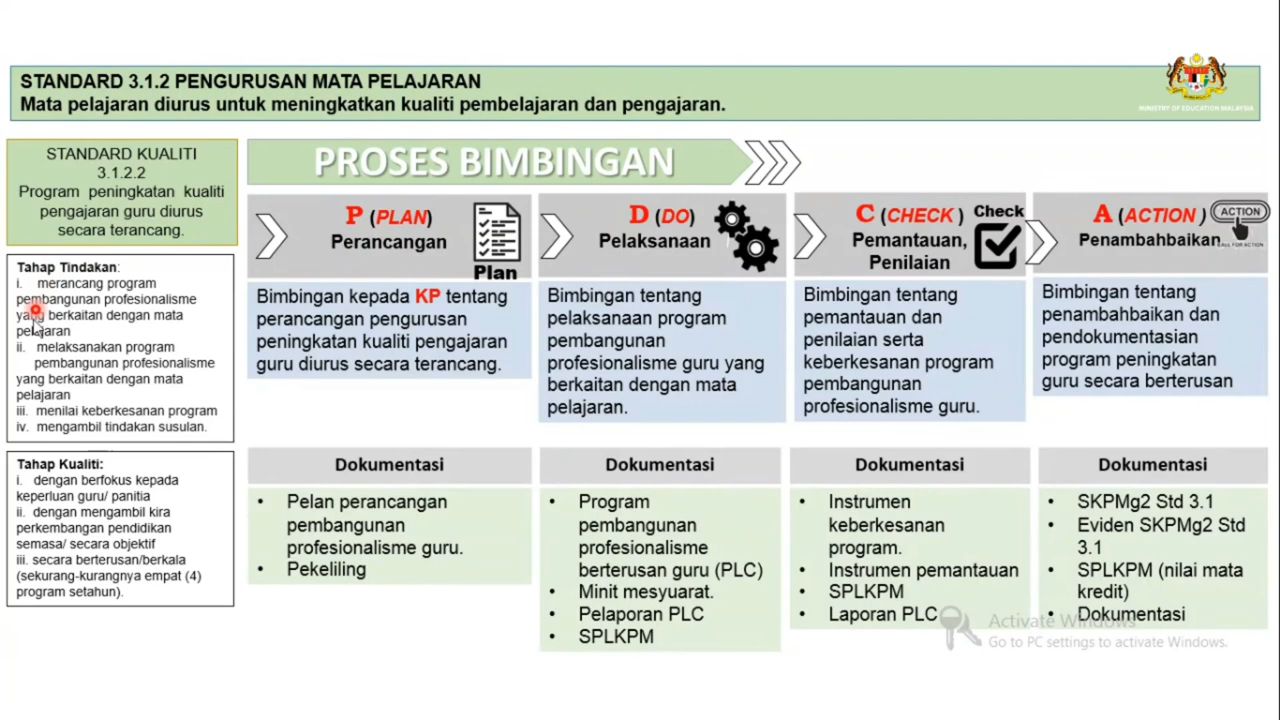 STANDARD 3.1.2 PENGURUSAN MATA PELAJARAN
Mata pelajaran diurus untuk meningkatkan kualiti pembelajaran dan pengajaran.
MINISTRY OF EDUCATION MALAYSIA
STANDARD KUALITI
3.1.2.2
Program peningkatan kualiti
pengajaran guru diurus
secara terancang.
Tahap Tindakan:
i. merancang program
pembangunan profesionalisme
yang berkaitan dengan mata
pelajaran
ii. melaksanakan program
pembangunan profesionalisme
yang berkaitan dengan mata
pelajaran
iii. menilai keberkesanan program
iv. mengambil tindakan susulan.
Tahap Kualiti:
i. dengan berfokus kepada
keperluan guru/ panitia
ii. dengan mengambil kira
perkembangan pendidikan
semasa/ secara objektif
iii. secara berterusan/berkala
(sekurang-kurangnya empat (4)
program setahun).
PROSES BIMBINGAN
P (PLAN)
Perancangan
Plan
Bimbingan kepada KP tentang
perancangan pengurusan
peningkatan kualiti pengajaran
guru diurus secara terancang.
Dokumentasi
• Pelan perancangan
pembangunan
profesionalisme guru.
• Pekeliling
D (DO)
Pelaksanaan
Bimbingan tentang
pelaksanaan program
pembangunan
profesionalisme guru yang
berkaitan dengan mata
pelajaran.
Dokumentasi
• Program
pembangunan
profesionalisme
berterusan guru (PLC)
• Minit mesyuarat.
• Pelaporan PLC
• SPLKPM
C (CHECK )
Pemantauan,
Penilaian
Check
Bimbingan tentang
pemantauan dan
penilaian serta
keberkesanan program
pembangunan
profesionalisme guru.
Dokumentasi
• Instrumen
keberkesanan
program.
• Instrumen pemantauan
• SPLKPM
• Laporan PLC
A (ACTION )
Penambahbaikan
ACTION
CALL FOR ACTION
Bimbingan tentang
penambahbaikan dan
pendokumentasian
program peningkatan
guru secara berterusan
Dokumentasi
• SKPMg2 Std 3.1
• Eviden SKPMg2 Std
3.1
• SPLKPM (nilai mata
kredit)
• Dokumentasi
Activate Windows
Go to PC settings to activate Windows.